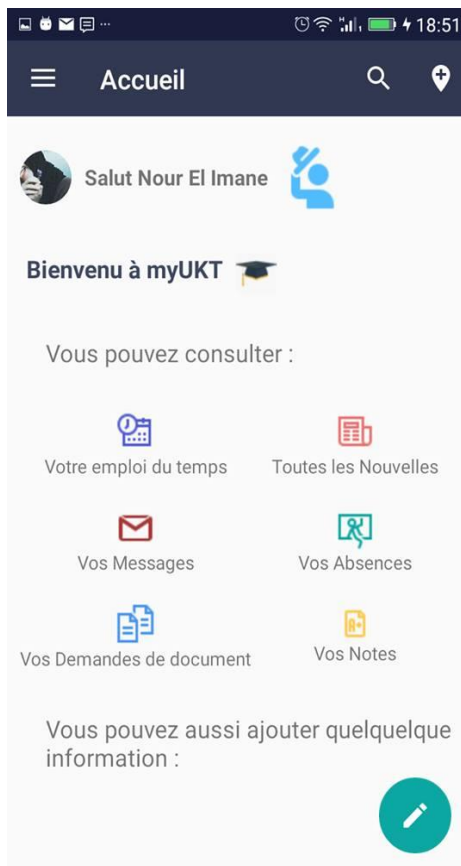 18:51
Accueil
Salut Nour El Imane
Bienvenu à myUKT
Vous pouvez consulter :
Votre emploi du temps
Toutes les Nouvelles
Vos Messages
Vos Absences
A+
Vos Demandes de document
Vos Notes
Vous pouvez aussi ajouter quelquelque
information :